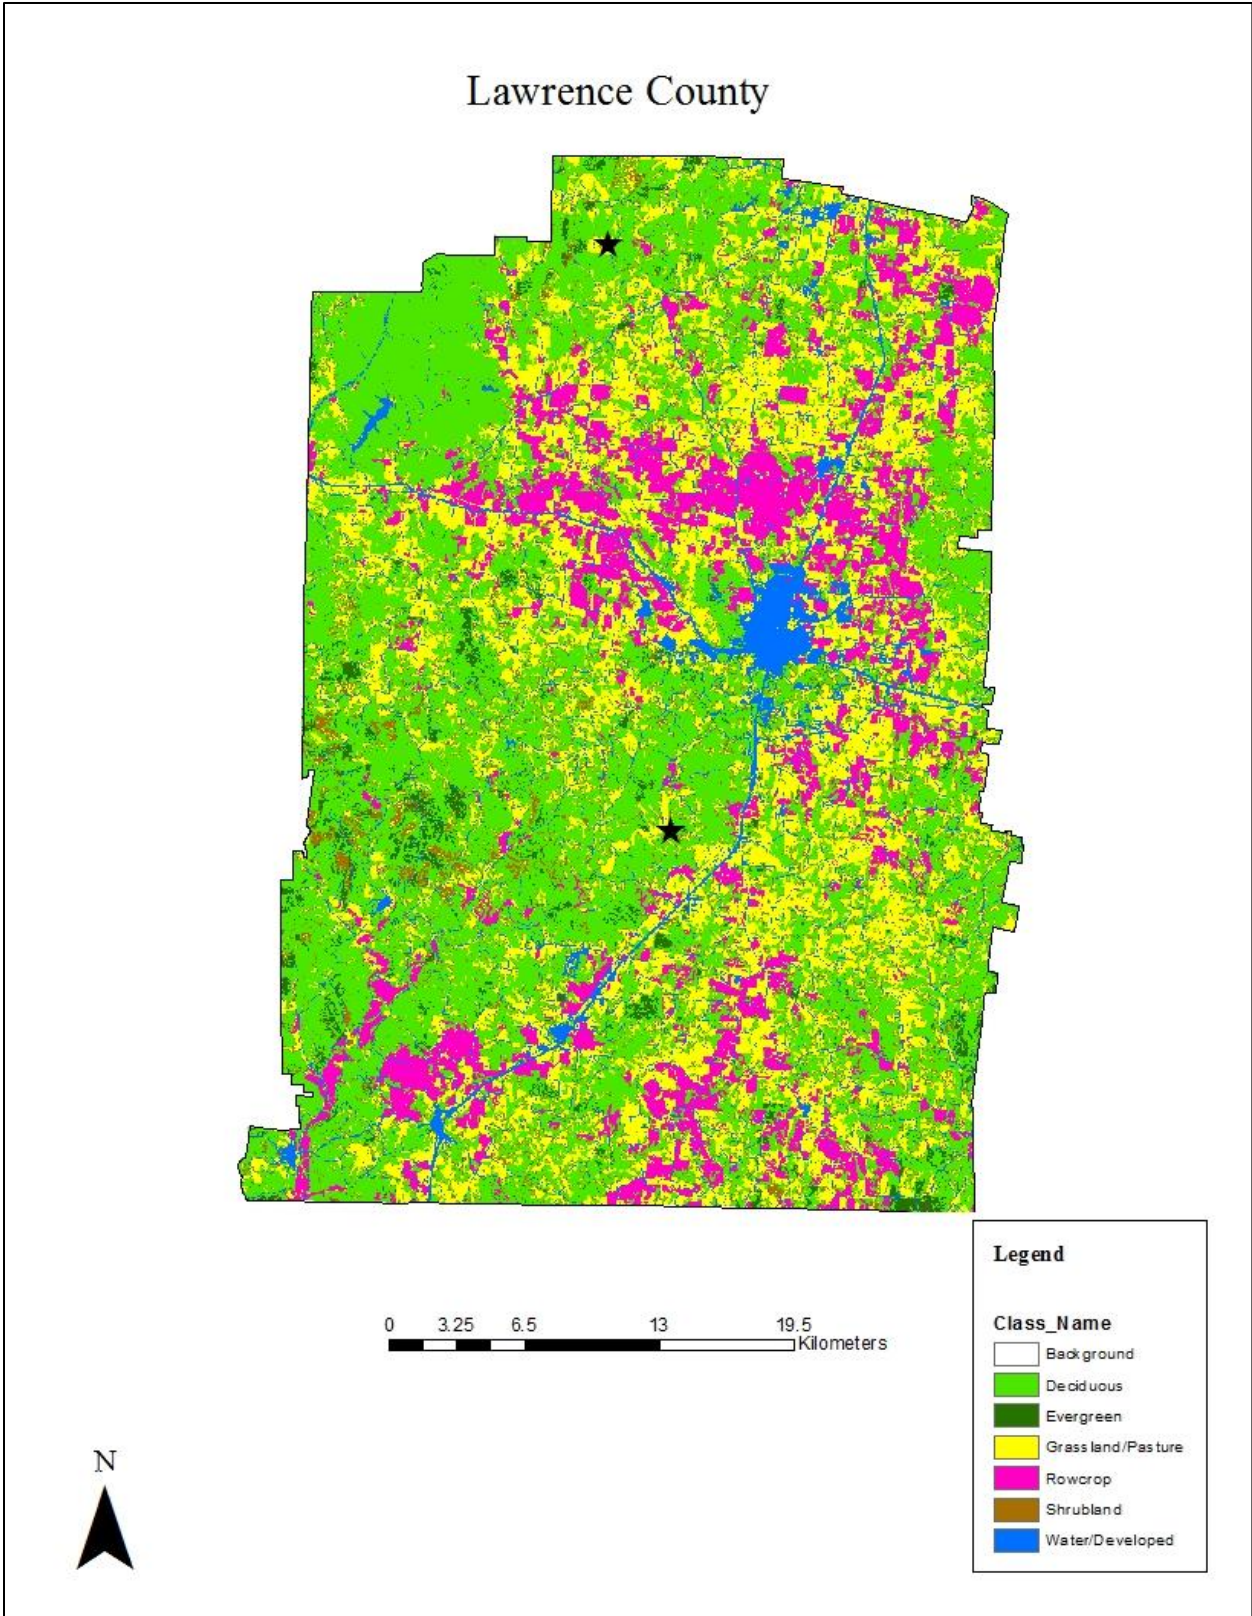 Lawrence County
0 3.25 6.5 13 19.5
Kilometers
N
Legend
Class_Name
Background
Deciduous
Evergreen
Grassland/Pasture
Rowcrop
Shrubland
Water/Developed